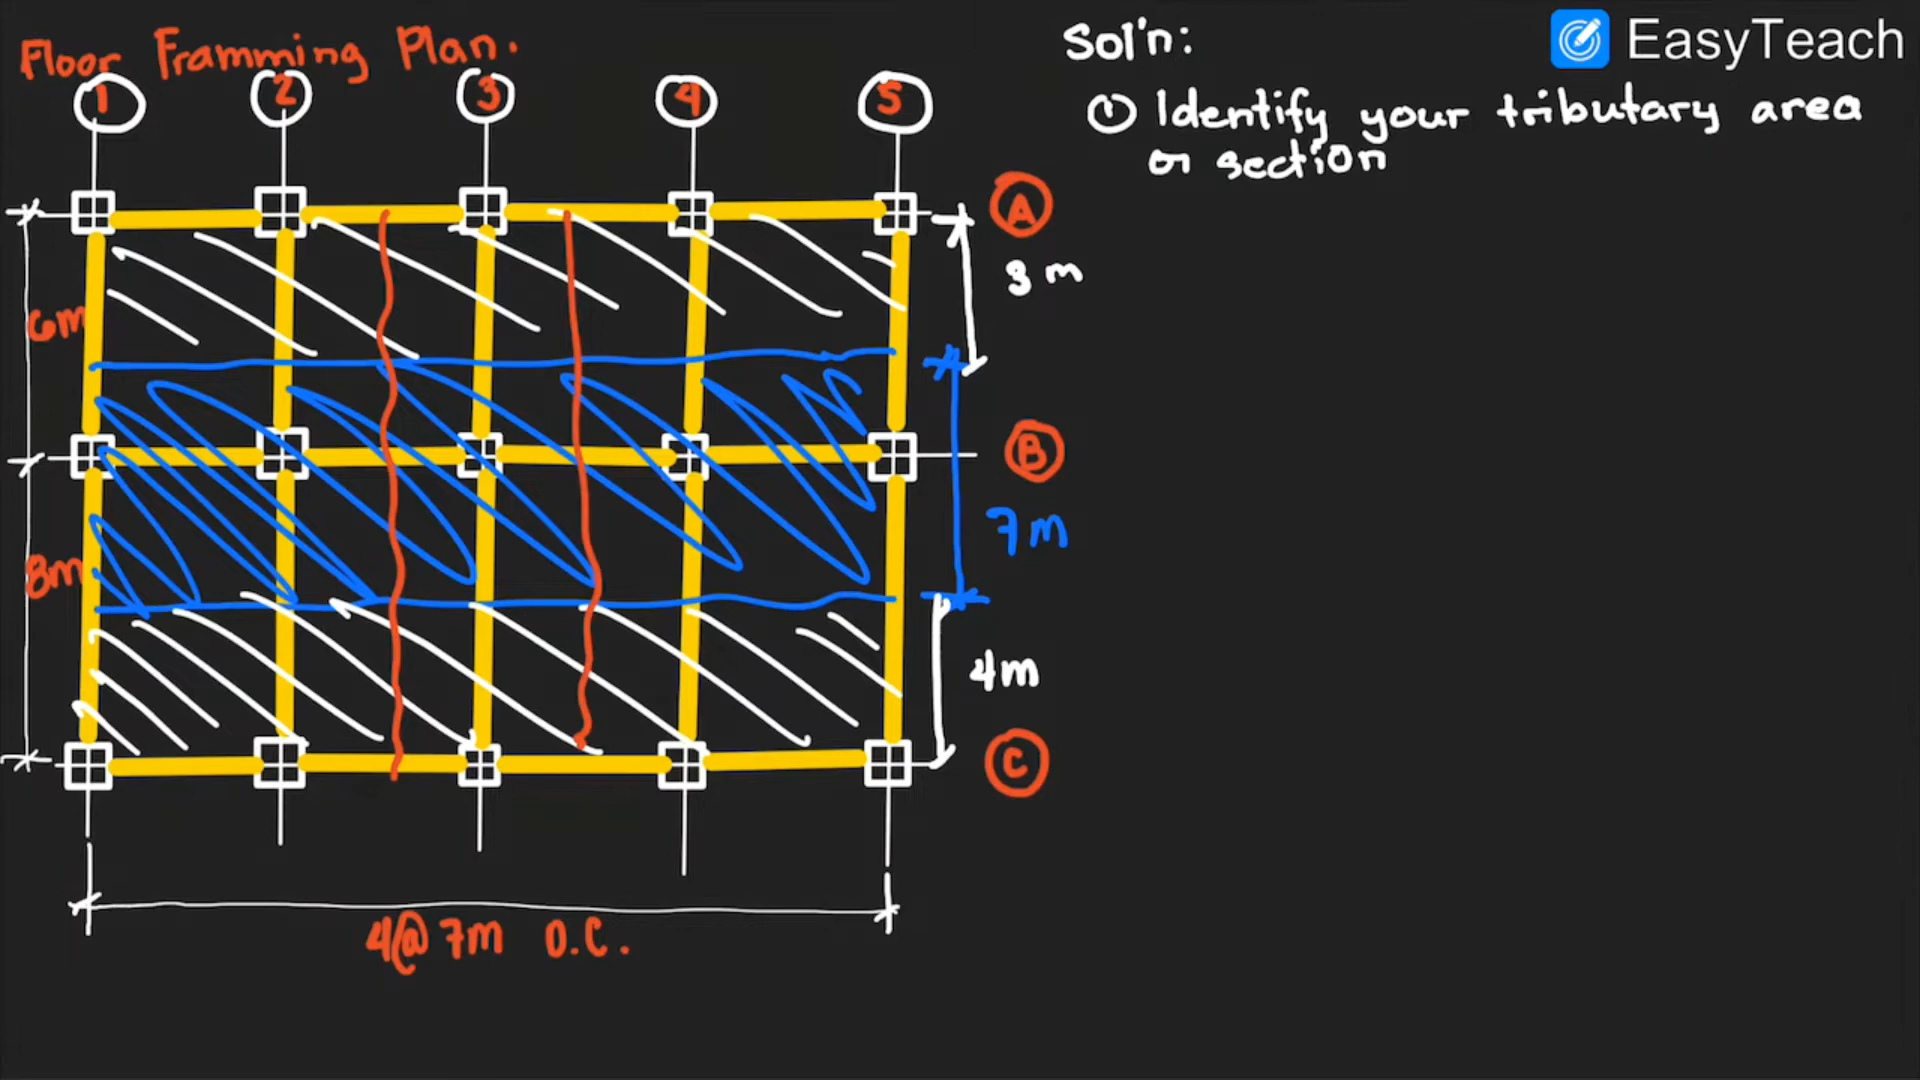 Floor Framming Plan.
Sol'n:
EasyTeach
1 2 3 4 5
① Identify your tributary area
or section
A
3 m
6m
B
7m
8m
4m
C
4@7m O.C.